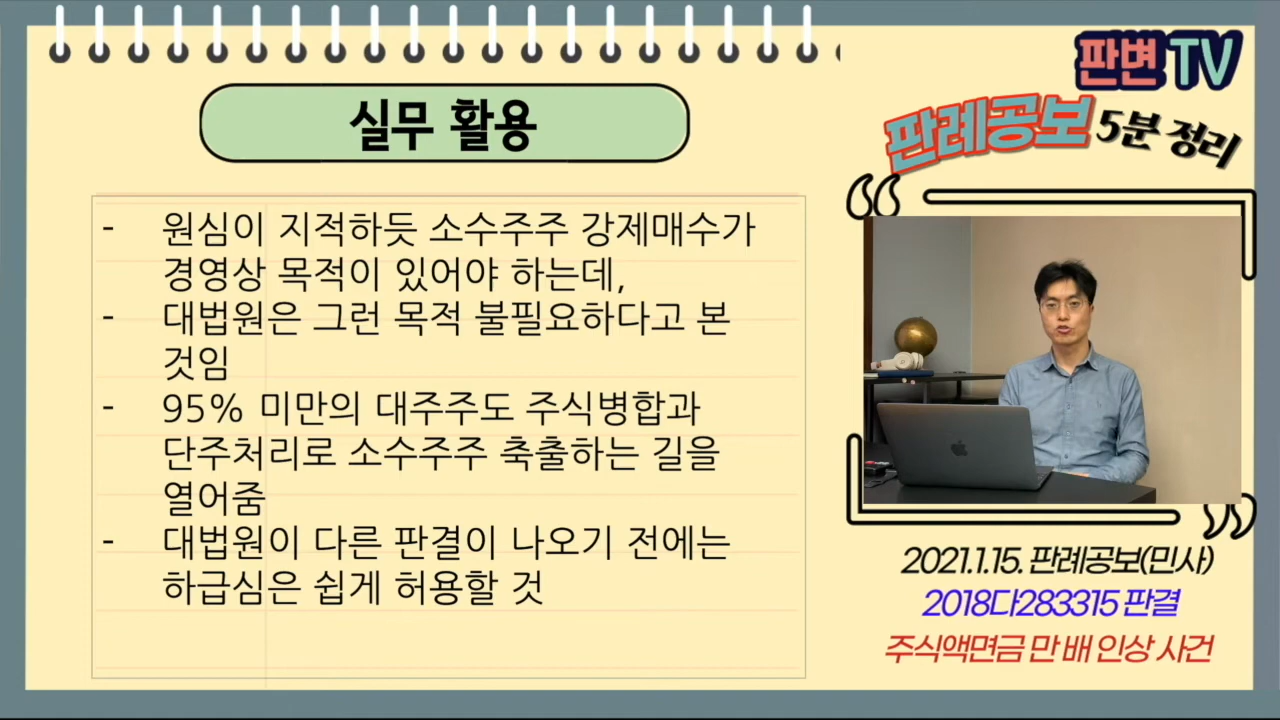 판변 TV
판례공보 5분 정리
실무 활용
- 원심이 지적하듯 소수주주 강제매수가
경영상 목적이 있어야 하는데,
- 대법원은 그런 목적 불필요하다고 본
것임
- 95% 미만의 대주주도 주식병합과
단주처리로 소수주주 축출하는 길을
열어줌
- 대법원이 다른 판결이 나오기 전에는
하급심은 쉽게 허용할 것
2021.1.15. 판례공보(민사)
2018다283315 판결
주식액면금 만 배 인상 사건